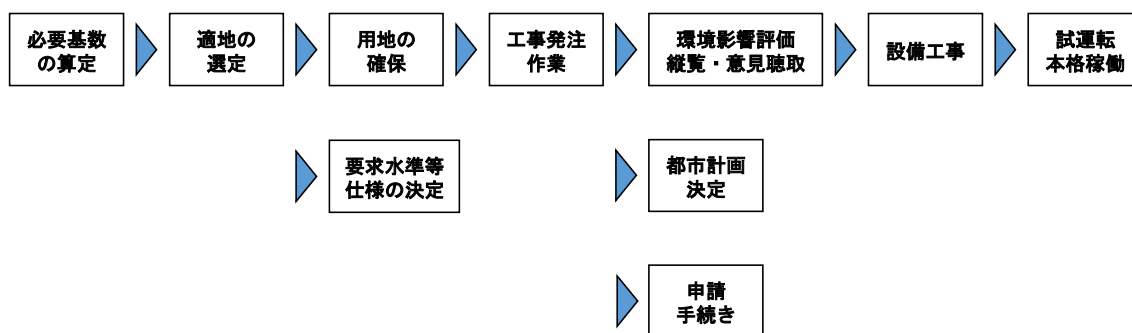 必要基数
の算定
適地の
選定
用地の
確保
工事発注
作業
環境影響評価
縦覧・意見聴取
設備工事
試運転
本格稼働
要求水準等
仕様の決定
都市計画
決定
申請
手続き